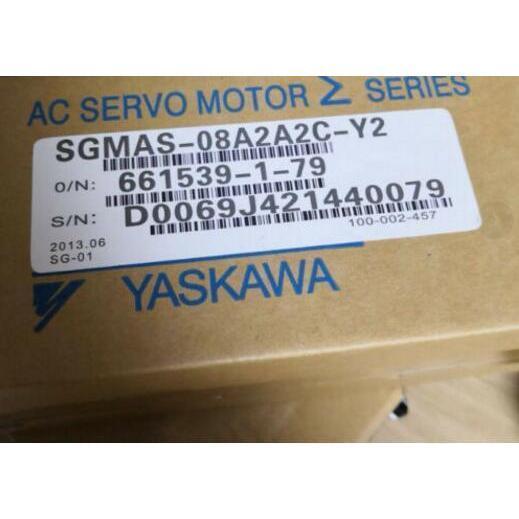 AC SERVO MOTOR Σ SERIES
SGMAS-08A2A2C-Y2
O/N: 661539-1-79
S/N: D0069J421440079
100-002-457
2013.06
SG-01
YASKAWA